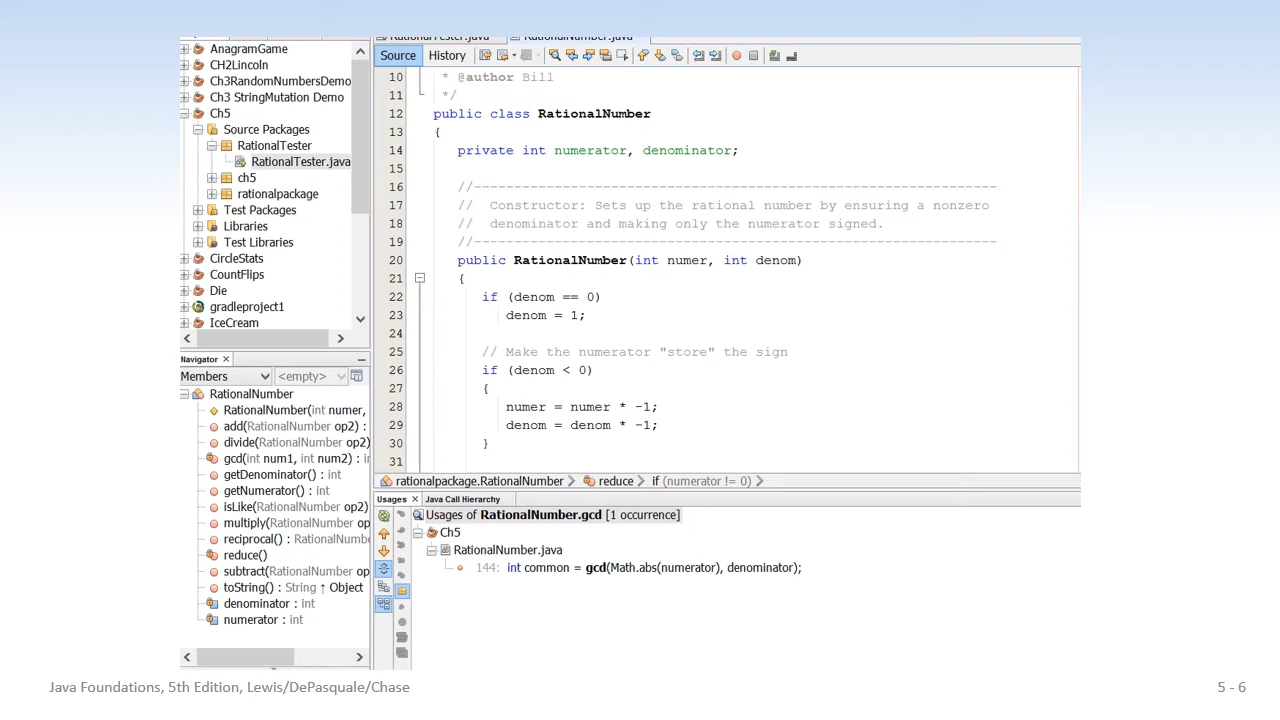 RationalTester.java
RationalNumber.java
AnagramGame
CH2Lincoln
Ch3RandomNumbersDemo
Ch3 StringMutation Demo
Ch5
Source Packages
RationalTester
RationalTester.java
ch5
rationalpackage
Test Packages
Libraries
Test Libraries
CircleStats
CountFlips
Die
gradleproject1
IceCream
Source History
10 * @author Bill
11 */
12 public class RationalNumber
13 {
14 private int numerator, denominator;
15
16 //-----------------------------------------------------------------
17 // Constructor: Sets up the rational number by ensuring a nonzero
18 // denominator and making only the numerator signed.
19 //-----------------------------------------------------------------
20 public RationalNumber(int numer, int denom)
21 {
22 if (denom == 0)
23 denom = 1;
24
25 // Make the numerator "store" the sign
26 if (denom < 0)
27 {
28 numer = numer * -1;
29 denom = denom * -1;
30 }
31
rationalpackage.RationalNumber reduce if (numerator != 0)
Navigator
Members <empty>
RationalNumber
RationalNumber(int numer,
add(RationalNumber op2) :
divide(RationalNumber op2)
gcd(int num1, int num2) : i
getDenominator() : int
getNumerator() : int
isLike(RationalNumber op2)
multiply(RationalNumber op
reciprocal() : RationalNumb
reduce()
subtract(RationalNumber op
toString() : String ↑ Object
denominator : int
numerator : int
Usages Java Call Hierarchy
Usages of RationalNumber.gcd [1 occurrence]
Ch5
RationalNumber.java
144: int common = gcd(Math.abs(numerator), denominator);
Java Foundations, 5th Edition, Lewis/DePasquale/Chase
5 - 6